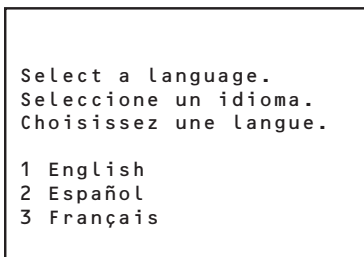 Select a language.
Seleccione un idioma.
Choisissez une langue.
1 English
2 Español
3 Français